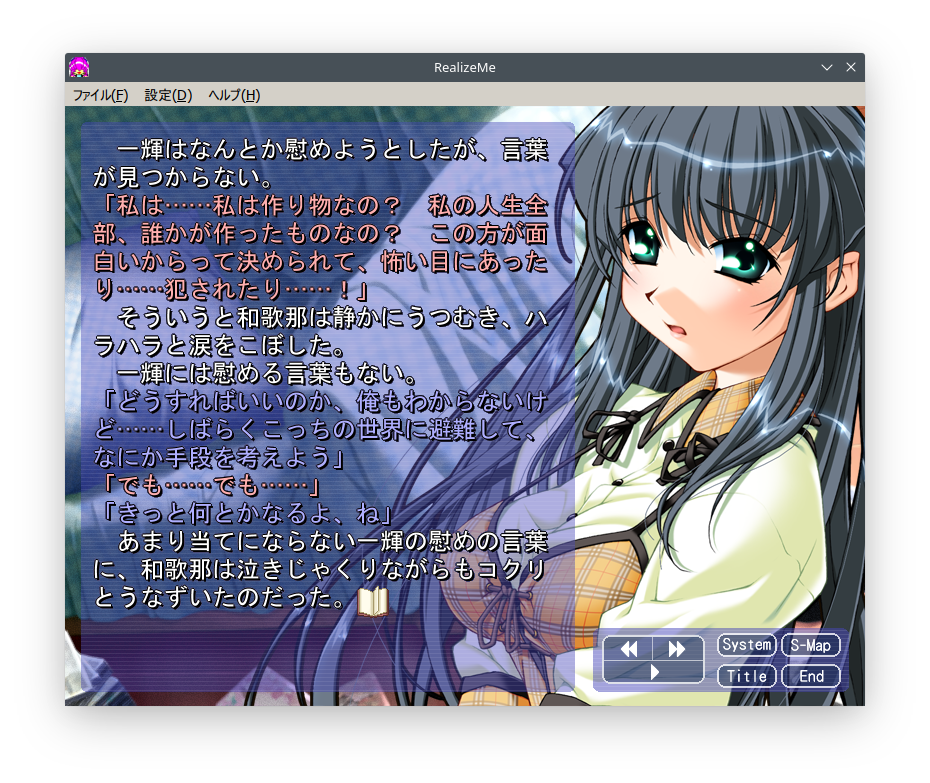 RealizeMe
ファイル(F) 設定(D) ヘルプ(H)
　一輝はなんとか慰めようとしたが、言葉
が見つからない。
「私は……私は作り物なの？　私の人生全
部、誰かが作ったものなの？　この方が面
白いからって決められて、怖い目にあった
り……犯されたり……！」
　そういうと和歌那は静かにうつむき、ハ
ラハラと涙をこぼした。
　一輝には慰める言葉もない。
「どうすればいいのか、俺もわからないけ
ど……しばらくこっちの世界に避難して、
なにか手段を考えよう」
「でも……でも……」
「きっと何とかなるよ、ね」
　あまり当てにならない一輝の慰めの言葉
に、和歌那は泣きじゃくりながらもコクリ
とうなずいたのだった。
System S-Map
Title End